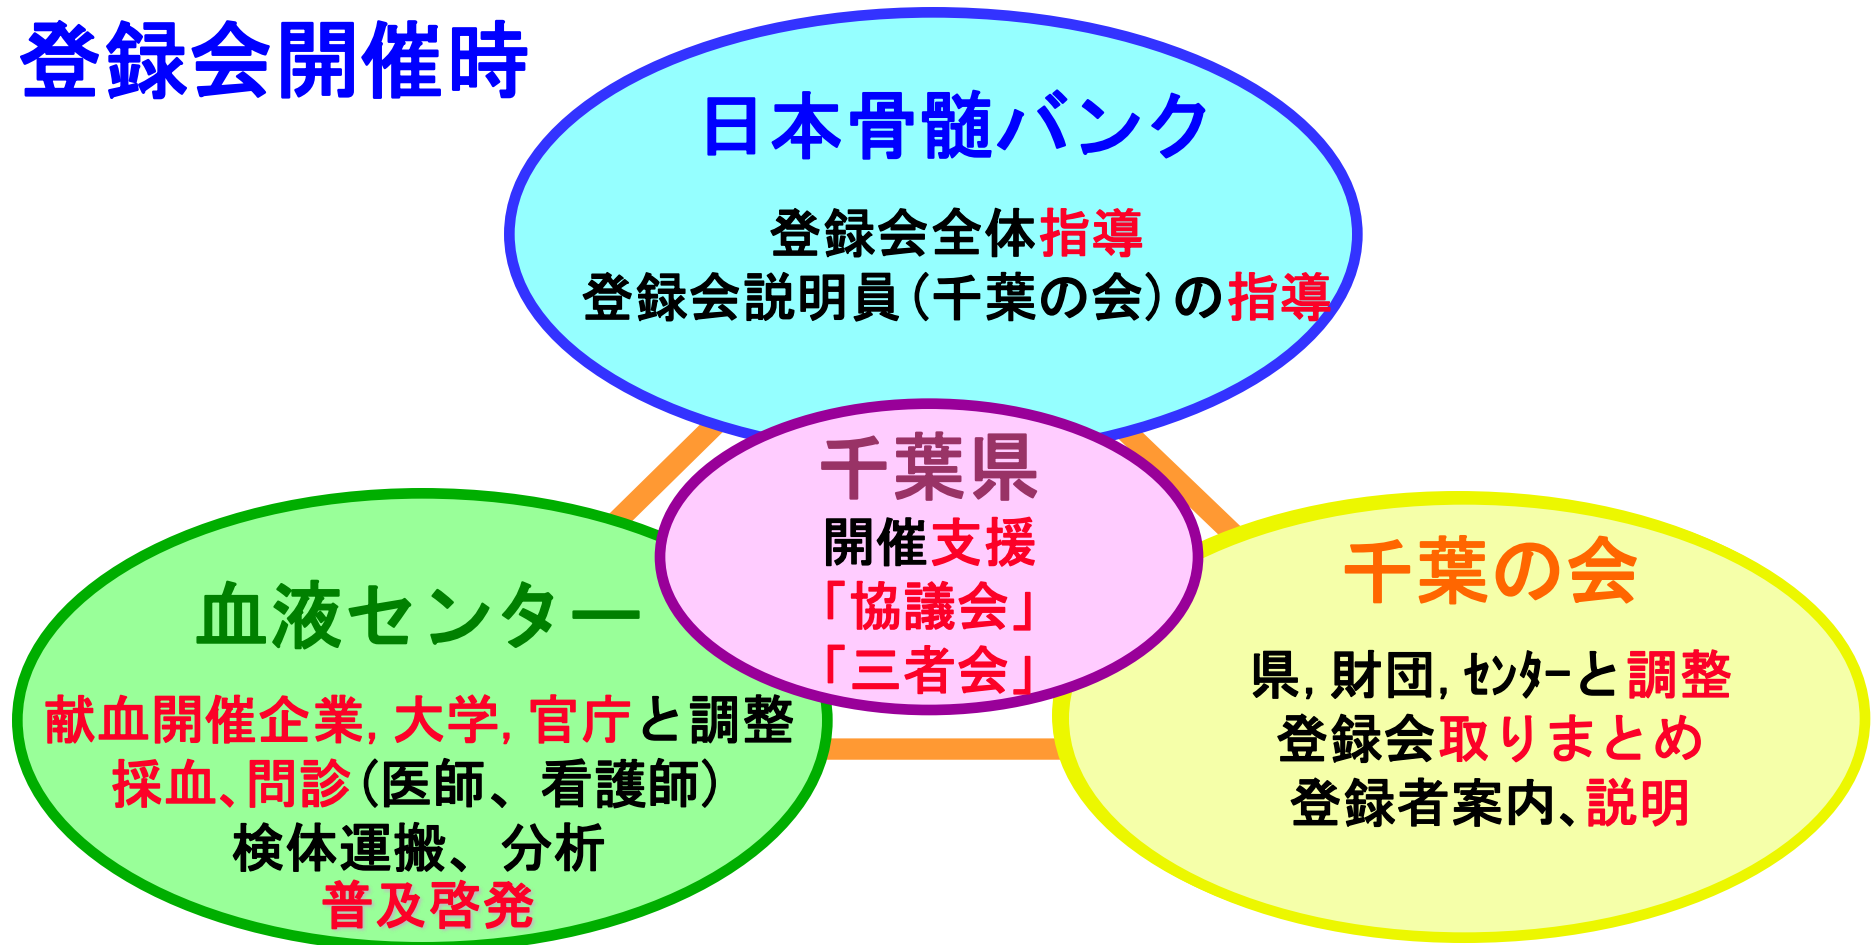 登録会開催時
日本骨髄バンク
登録会全体指導
登録会説明員(千葉の会)の指導
千葉県
開催支援
「協議会」
「三者会」
血液センター
献血開催企業,大学,官庁と調整
採血、問診(医師、看護師)
検体運搬、分析
普及啓発
千葉の会
県,財団,ｾﾝﾀｰと調整
登録会取りまとめ
登録者案内、説明